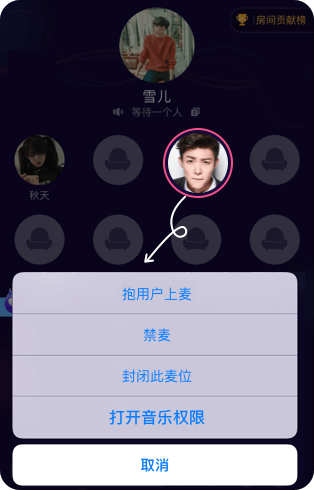 房间贡献榜
雪儿
等待一个人
秋天
抱用户上麦
禁麦
封闭此麦位
打开音乐权限
取消